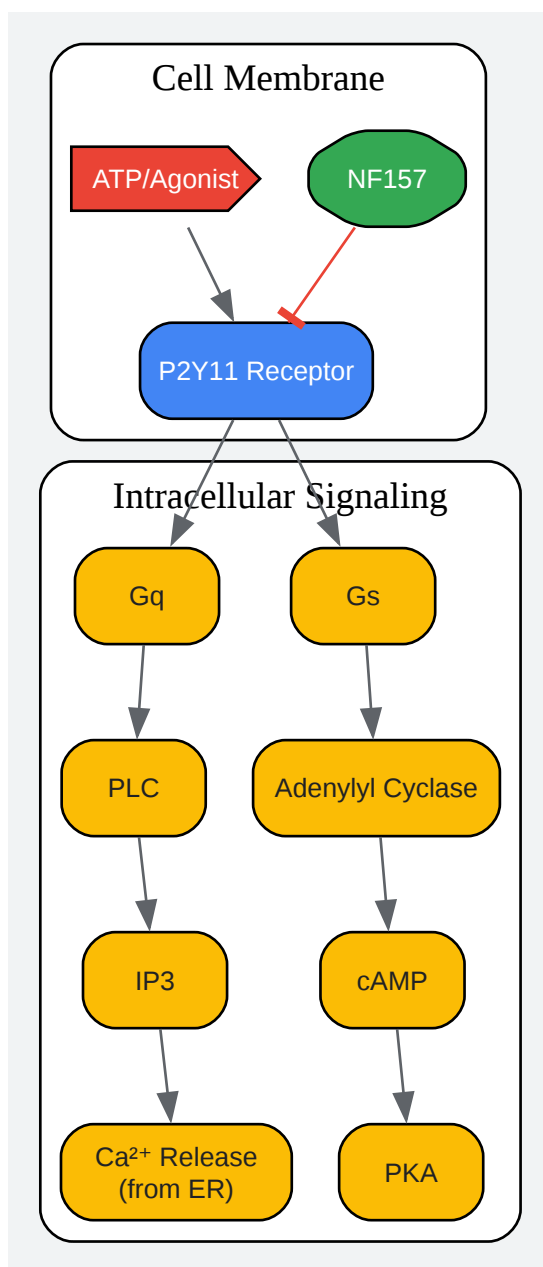 Cell Membrane
ATP/Agonist
NF157
P2Y11 Receptor
Intracellular Signaling
Gq
Gs
PLC
Adenylyl Cyclase
IP3
cAMP
Ca²⁺ Release
(from ER)
PKA